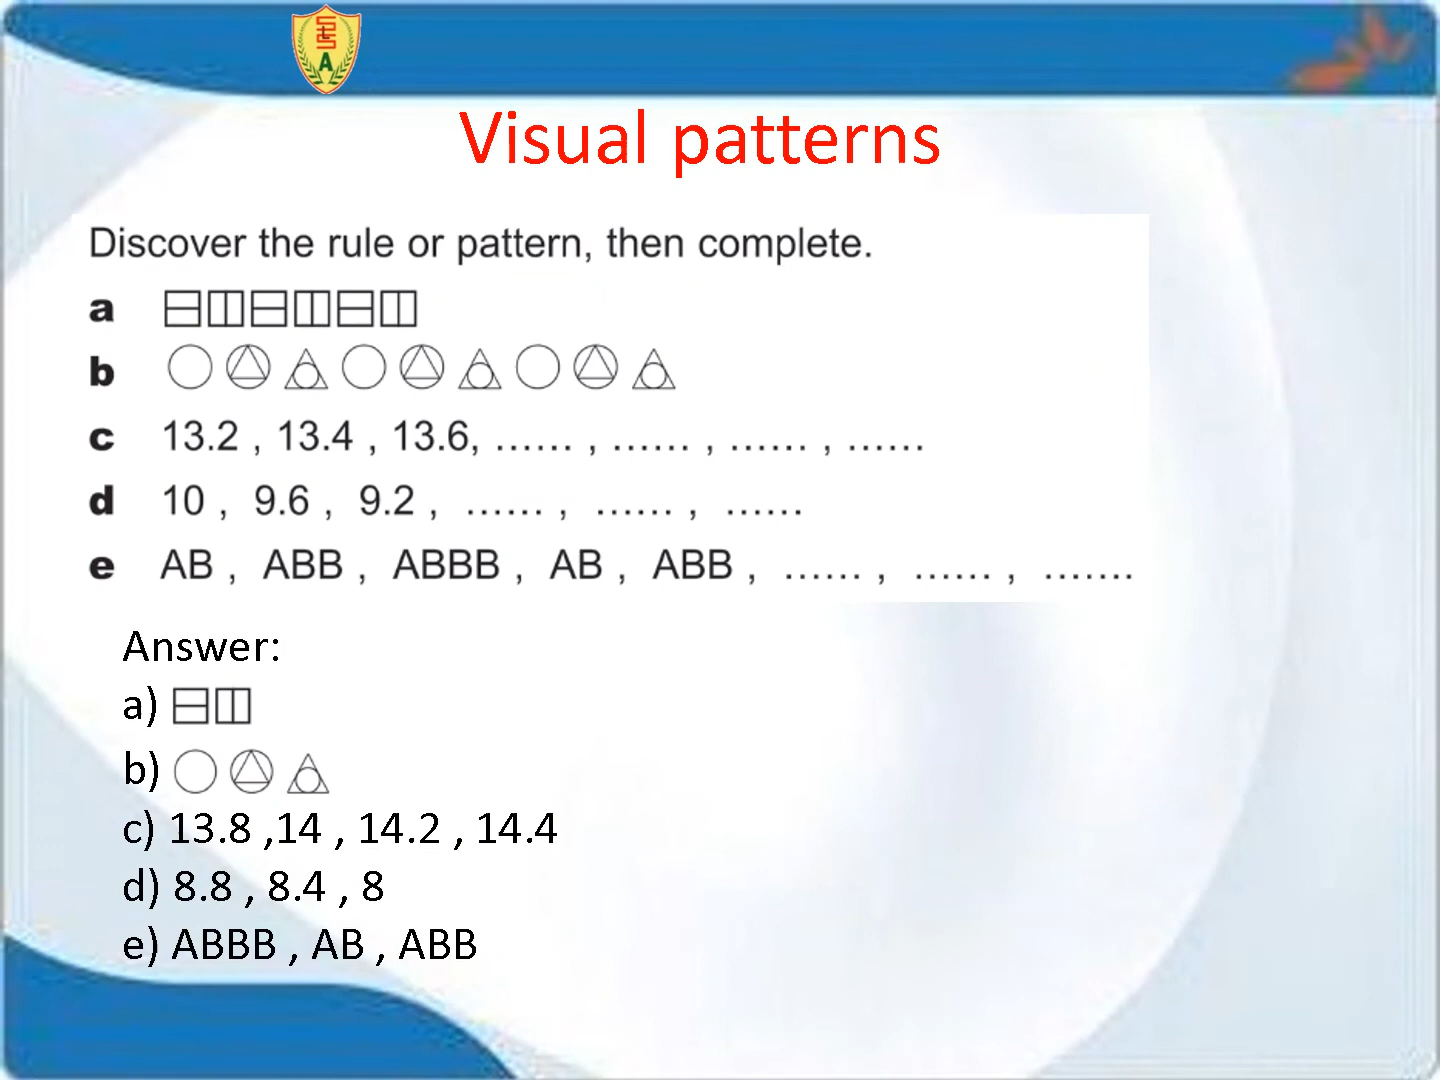 A
Visual patterns
Discover the rule or pattern, then complete.
a
b
c 13.2 , 13.4 , 13.6, ...... , ...... , ...... , ......
d 10 , 9.6 , 9.2 , ...... , ...... , ......
e AB , ABB , ABBB , AB , ABB , ...... , ...... , .......
Answer:
a)
b)
c) 13.8 ,14 , 14.2 , 14.4
d) 8.8 , 8.4 , 8
e) ABBB , AB , ABB